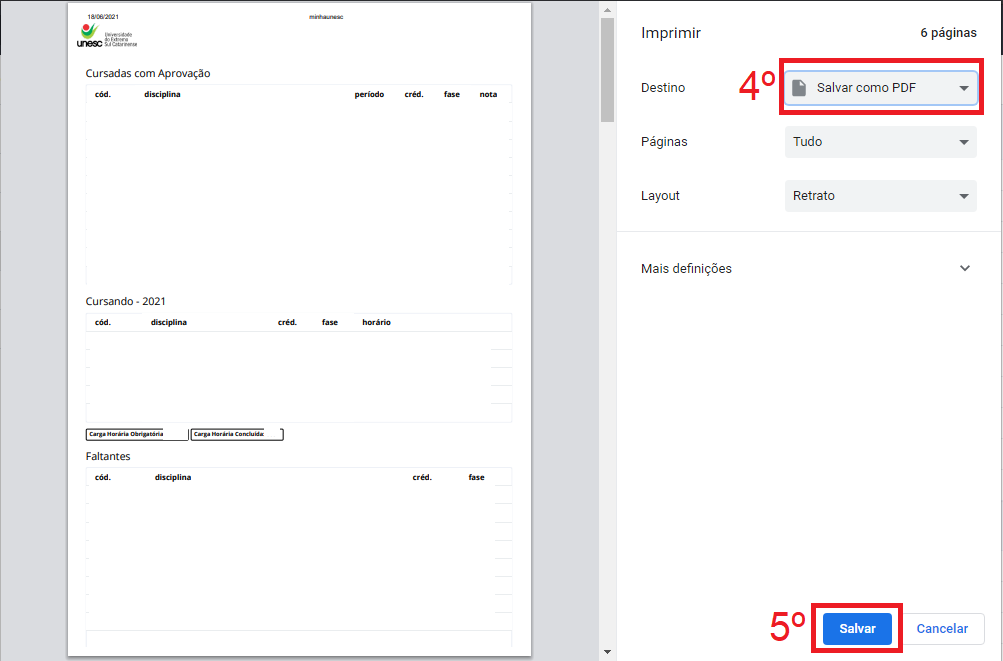 18/06/2021 minhaunesc
unesc
Universidade
do Extremo
Sul Catarinense
Cursadas com Aprovação
cód. disciplina período créd. fase nota
Cursando - 2021
cód. disciplina créd. fase horário
Carga Horária Obrigatória Carga Horária Concluída:
Faltantes
cód. disciplina créd. fase
Imprimir 6 páginas
Destino 4º Salvar como PDF
Páginas Tudo
Layout Retrato
Mais definições
5º Salvar Cancelar